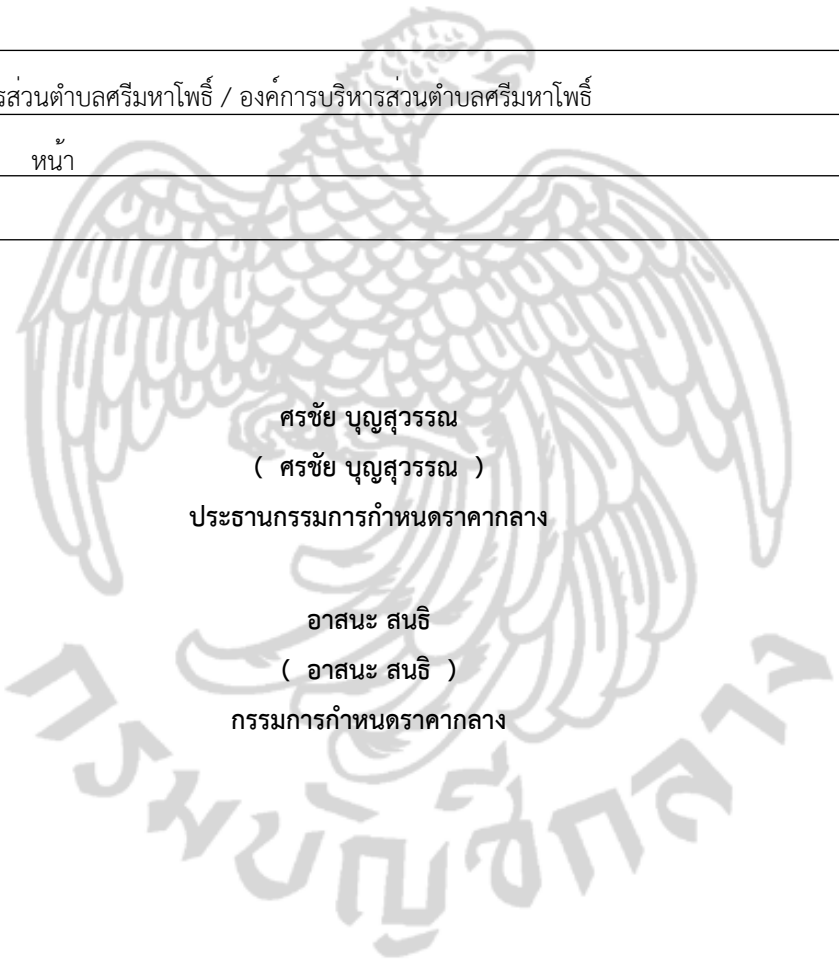 รส่วนตำบลศรีมหาโพธิ์ / องค์การบริหารส่วนตำบลศรีมหาโพธิ์
หน้า
ศรชัย บุญสุวรรณ
( ศรชัย บุญสุวรรณ )
ประธานกรรมการกำหนดราคากลาง
อาสนะ สนธิ
( อาสนะ สนธิ )
กรรมการกำหนดราคากลาง
กรมบัญชีกลาง